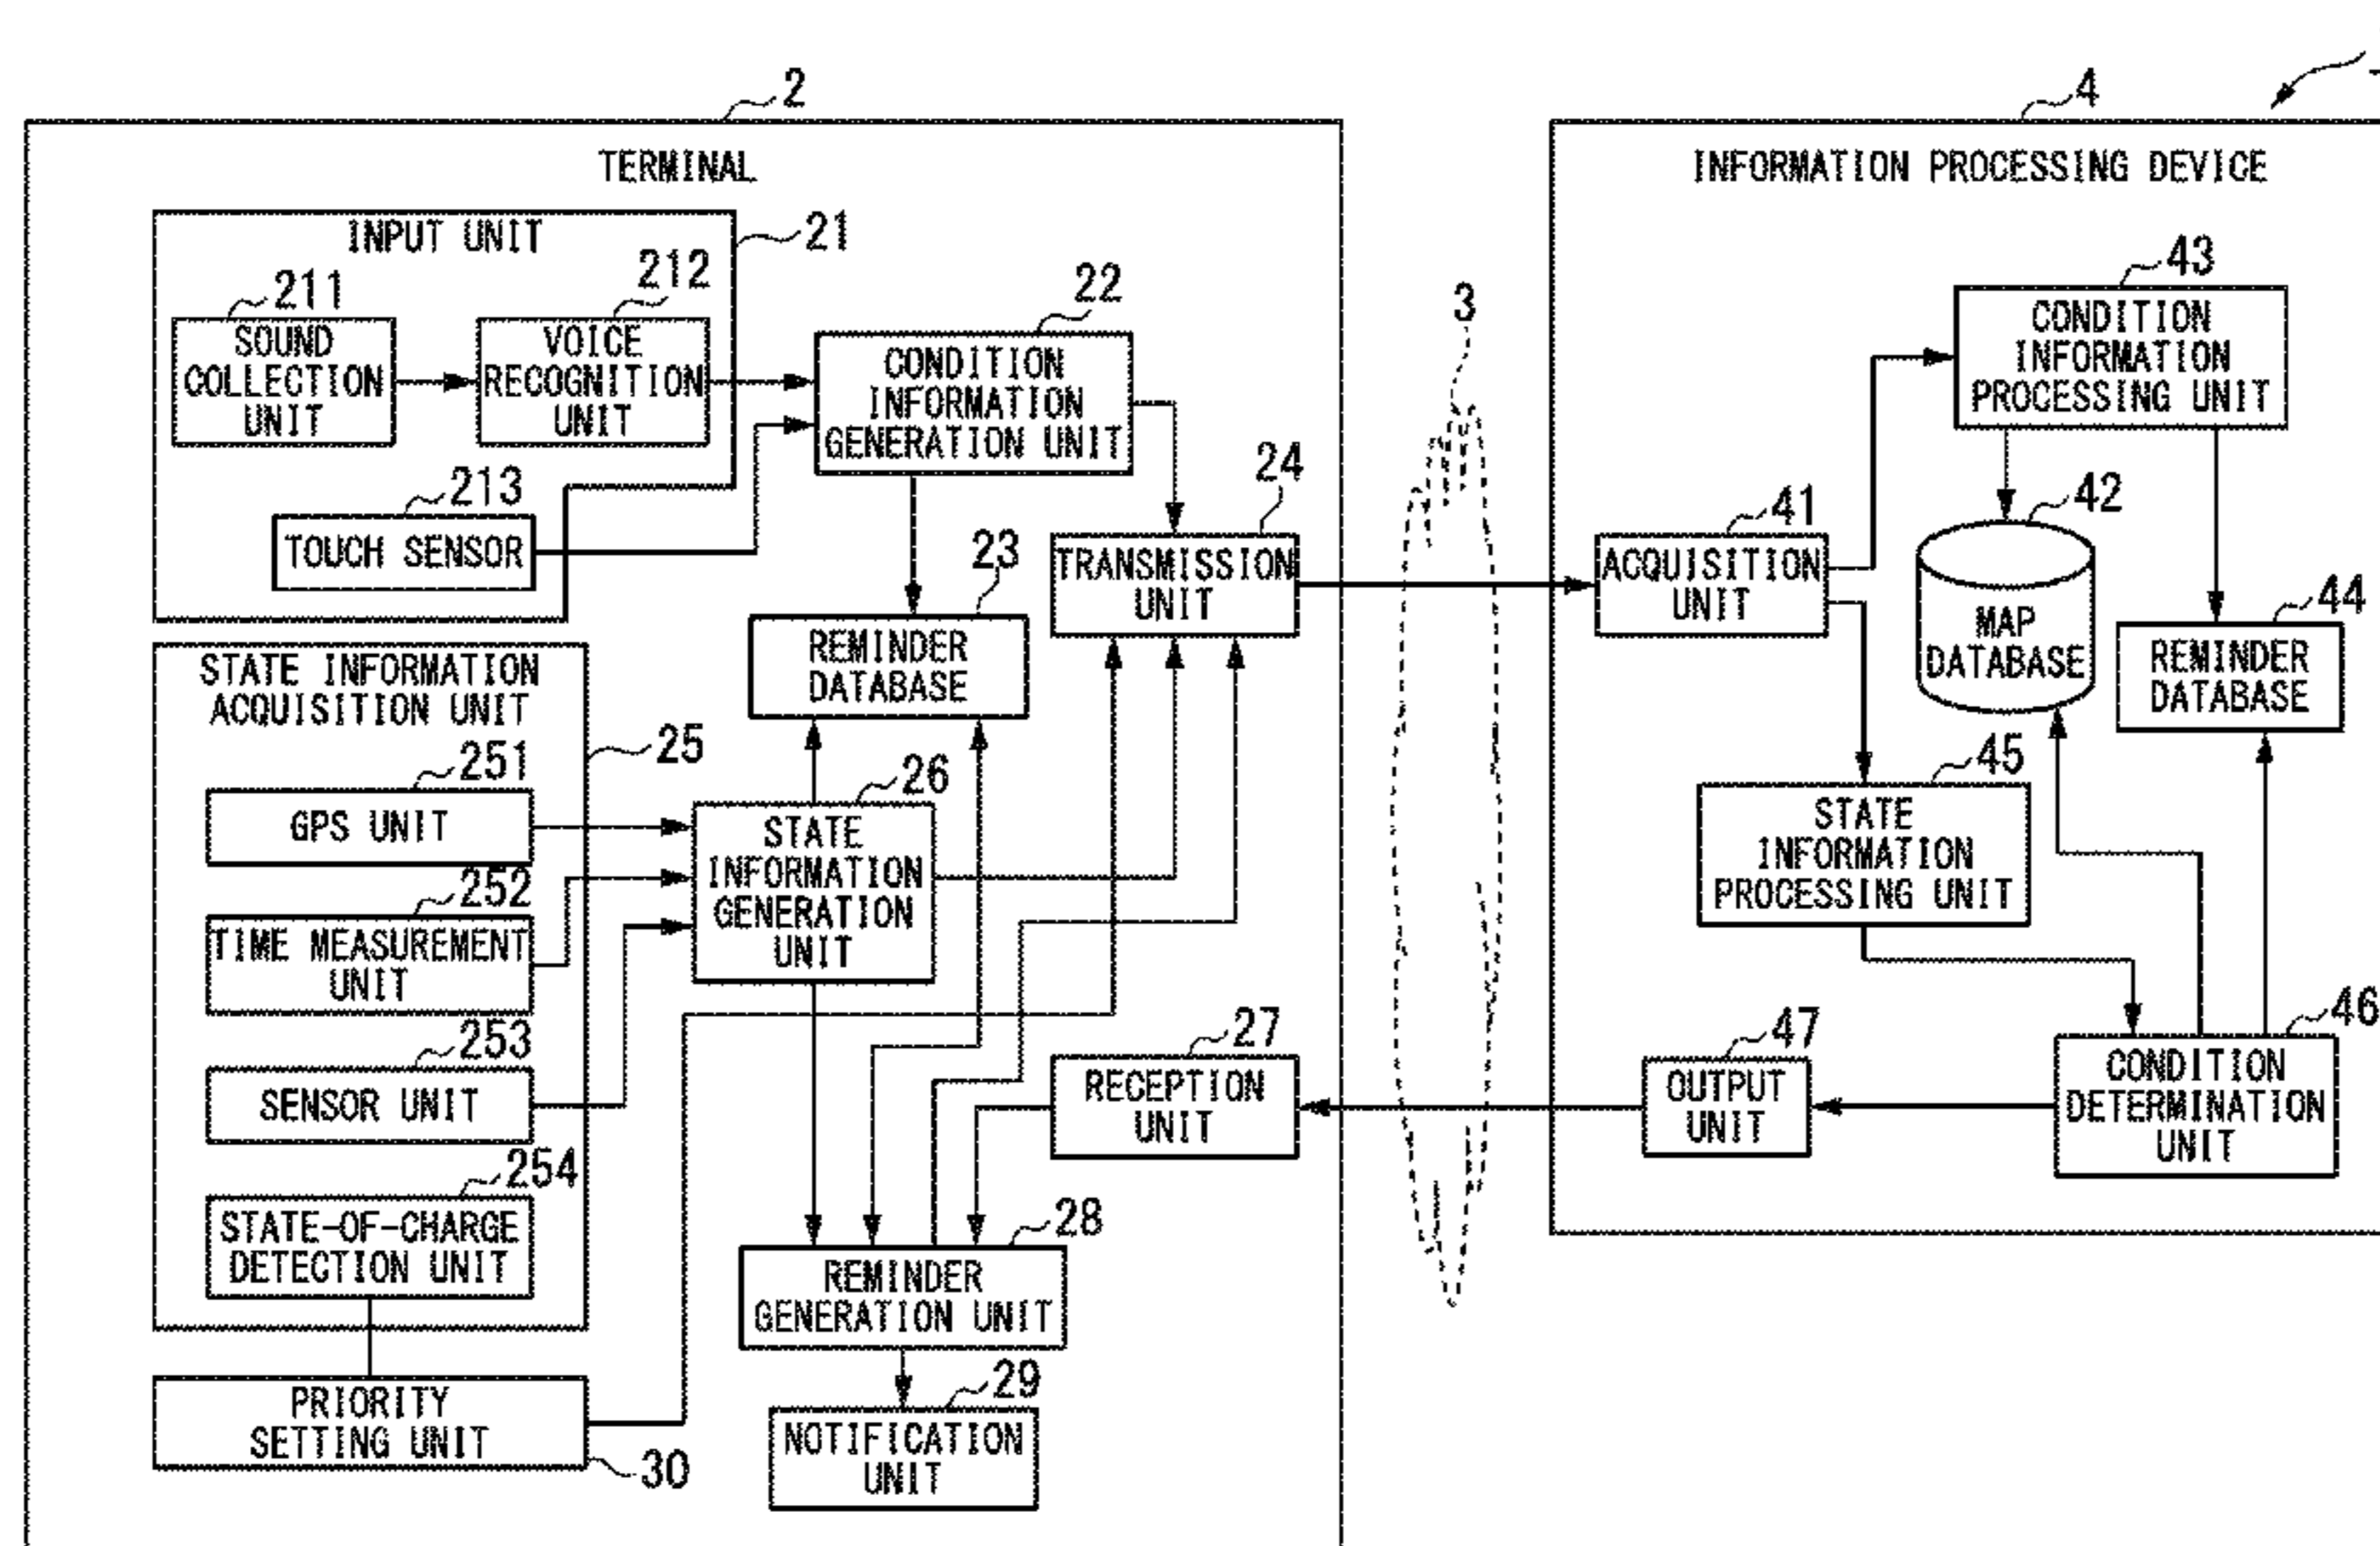 2
4
TERMINAL
INFORMATION PROCESSING DEVICE
INPUT UNIT
21
211
SOUND
COLLECTION
UNIT
212
VOICE
RECOGNITION
UNIT
213
TOUCH SENSOR
22
CONDITION
INFORMATION
GENERATION UNIT
23
REMINDER
DATABASE
24
TRANSMISSION
UNIT
STATE INFORMATION
ACQUISITION UNIT
25
251
GPS UNIT
252
TIME MEASUREMENT
UNIT
253
SENSOR UNIT
254
STATE-OF-CHARGE
DETECTION UNIT
26
STATE
INFORMATION
GENERATION
UNIT
27
RECEPTION
UNIT
28
REMINDER
GENERATION UNIT
29
NOTIFICATION
UNIT
PRIORITY
SETTING UNIT
30
3
41
ACQUISITION
UNIT
43
CONDITION
INFORMATION
PROCESSING UNIT
42
MAP
DATABASE
44
REMINDER
DATABASE
45
STATE
INFORMATION
PROCESSING UNIT
46
CONDITION
DETERMINATION
UNIT
47
OUTPUT
UNIT